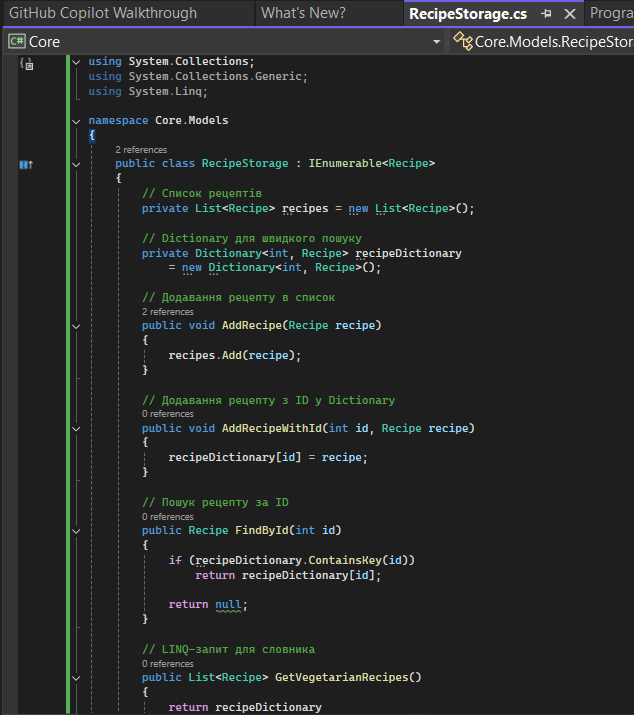 GitHub Copilot Walkthrough What's New? RecipeStorage.cs Progra
C# Core Core.Models.RecipeStor
using System.Collections;
using System.Collections.Generic;
using System.Linq;
namespace Core.Models
{
2 references
public class RecipeStorage : IEnumerable<Recipe>
{
// Список рецептів
private List<Recipe> recipes = new List<Recipe>();
// Dictionary для швидкого пошуку
private Dictionary<int, Recipe> recipeDictionary
= new Dictionary<int, Recipe>();
// Додавання рецепту в список
2 references
public void AddRecipe(Recipe recipe)
{
recipes.Add(recipe);
}
// Додавання рецепту з ID у Dictionary
0 references
public void AddRecipeWithId(int id, Recipe recipe)
{
recipeDictionary[id] = recipe;
}
// Пошук рецепту за ID
0 references
public Recipe FindById(int id)
{
if (recipeDictionary.ContainsKey(id))
return recipeDictionary[id];
return null;
}
// LINQ-запит для словника
0 references
public List<Recipe> GetVegetarianRecipes()
{
return recipeDictionary